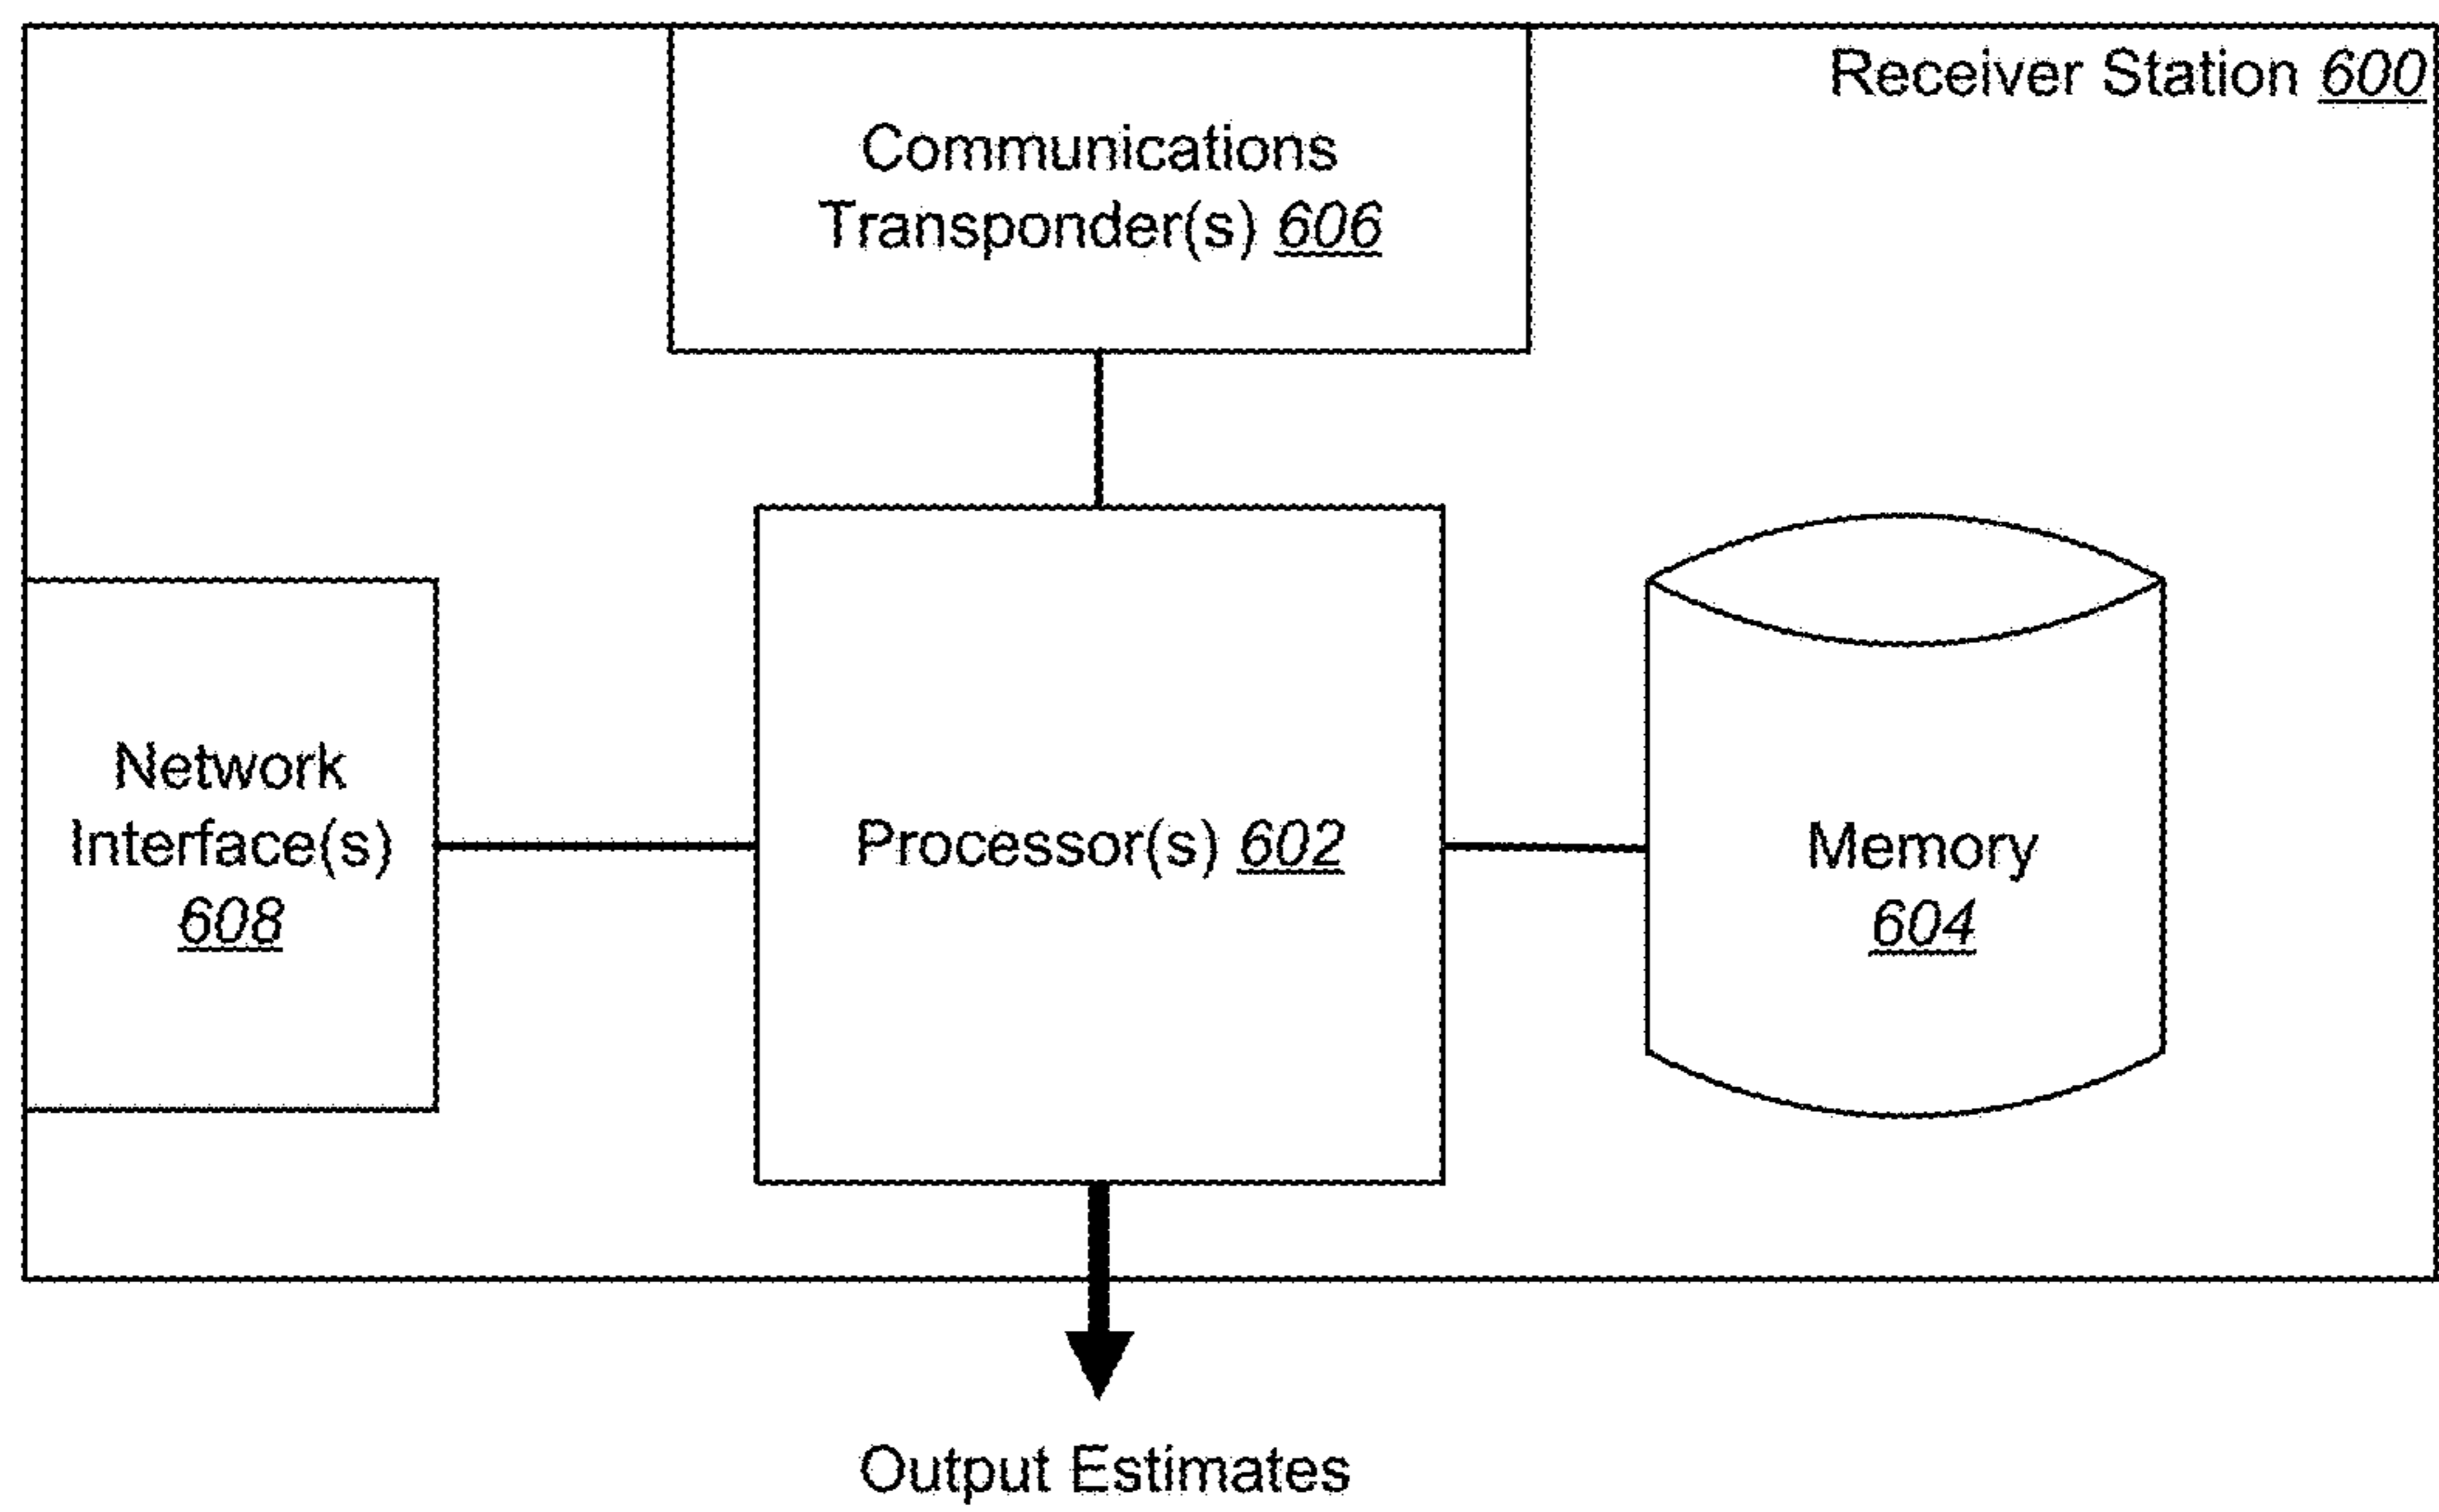 Receiver Station 600
Communications
Transponder(s) 606
Network
Interface(s)
608
Processor(s) 602
Memory
604
Output Estimates